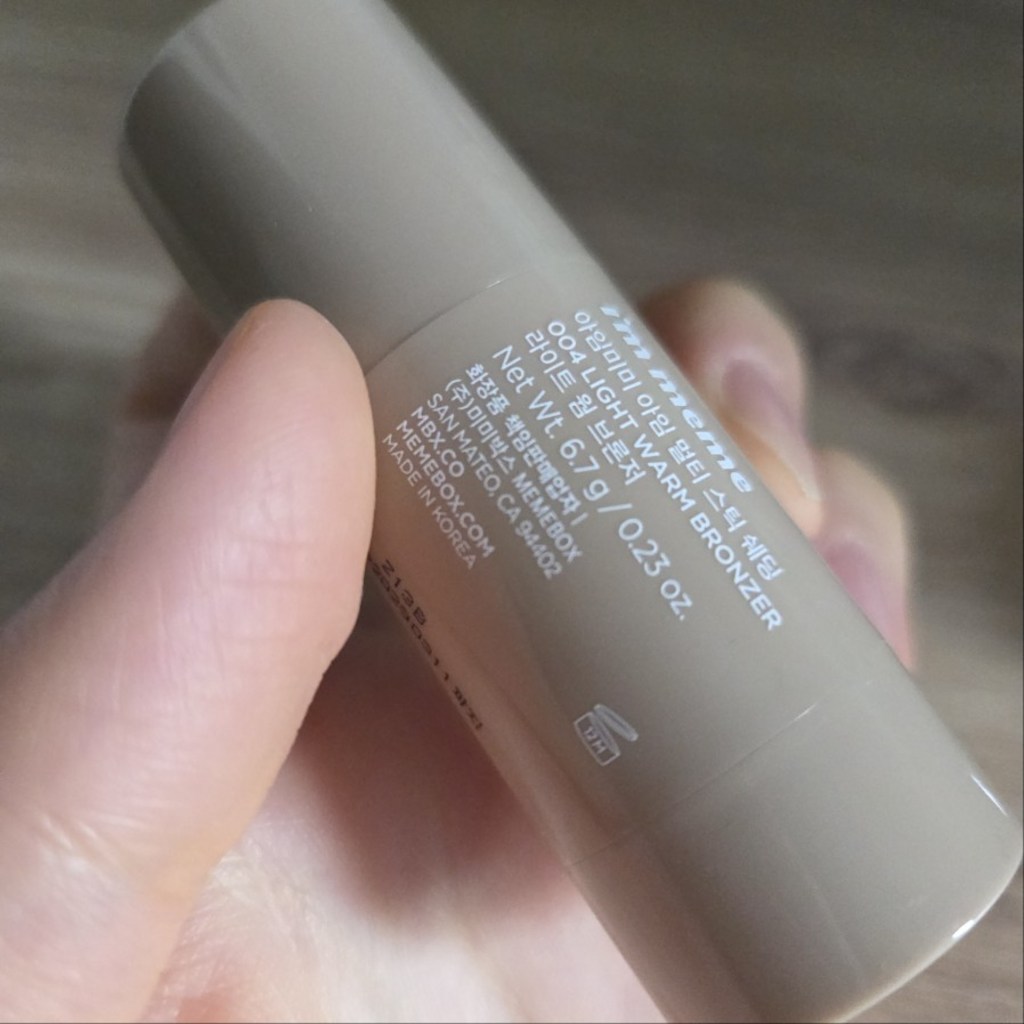 i'm meme
아임미미 아임 멀티 스틱 쉐딩
004 LIGHT WARM BRONZER
라이트 웜 브론저
Net Wt. 6.7 g / 0.23 OZ.
화장품 책임판매업자 |
(주)미미박스 MEMEBOX
SAN MATEO, CA 94402
MBX.CO
MEMEBOX.COM
MADE IN KOREA
12M